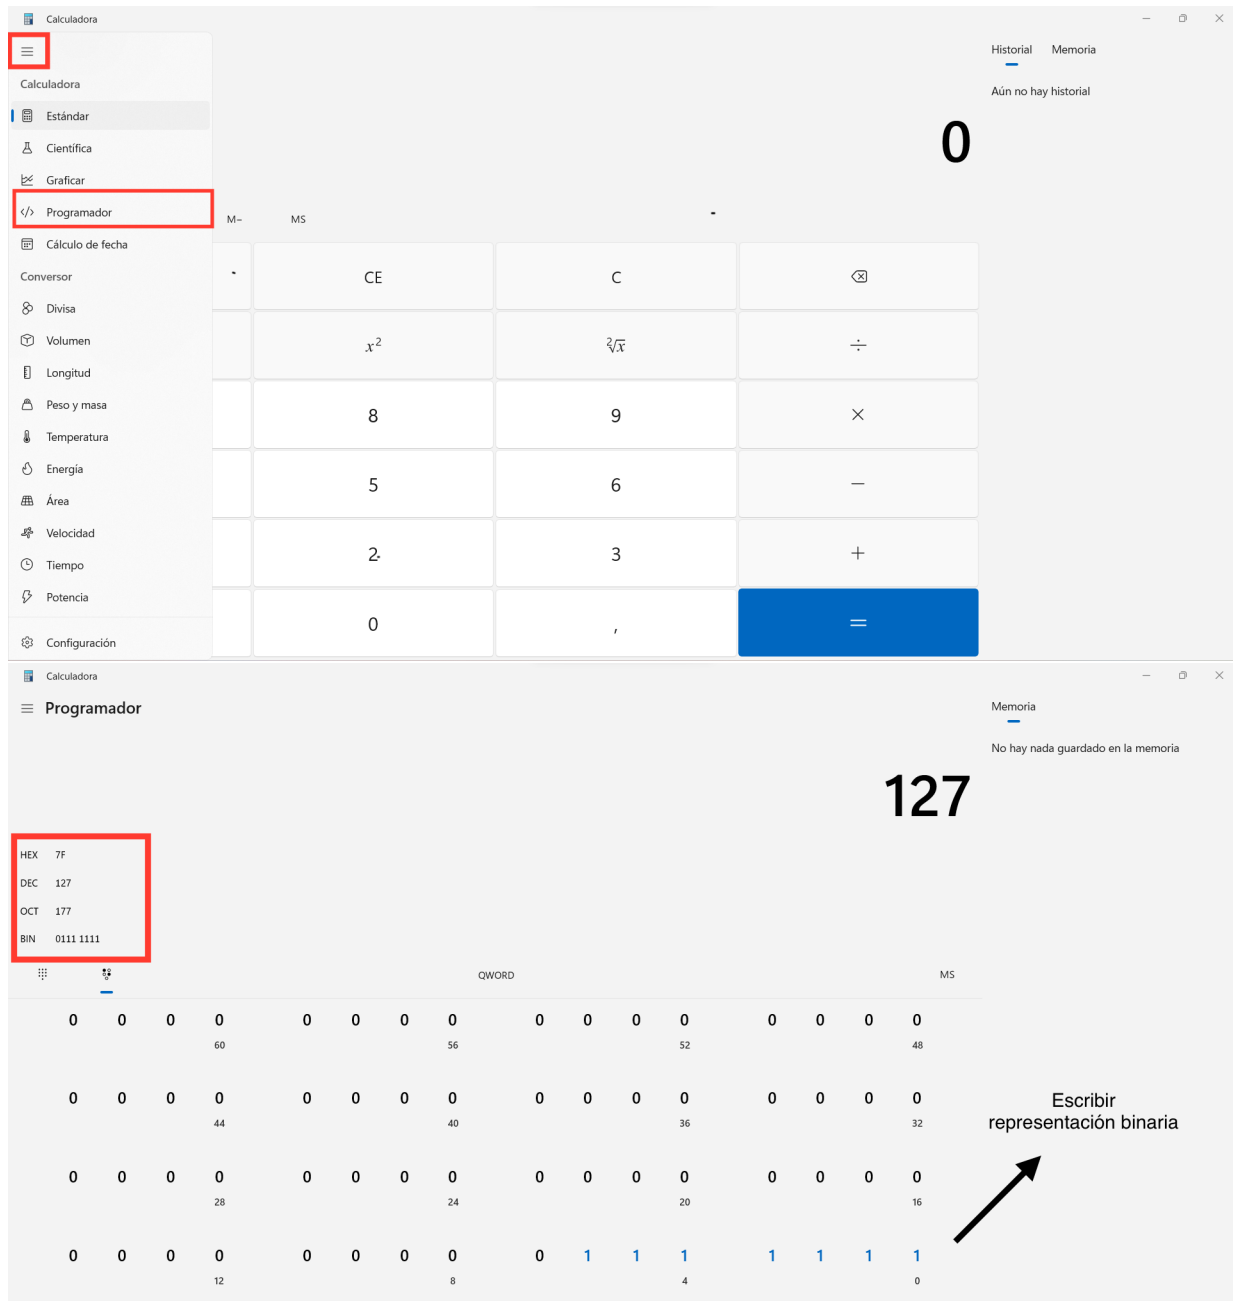 Calculadora
Historial Memoria
Calculadora
Aún no hay historial
Estándar
0
Científica
Graficar
Programador
M− MS
Cálculo de fecha
Conversor
CE C
Divisa
Volumen
x² ²√x ÷
Longitud
Peso y masa
8 9 ×
Temperatura
Energía
5 6 −
Área
Velocidad
2 3 +
Tiempo
Potencia
0 , =
Configuración
Calculadora
Programador
Memoria
No hay nada guardado en la memoria
127
HEX 7F
DEC 127
OCT 177
BIN 0111 1111
QWORD MS
0 0 0 0 0 0 0 0 0 0 0 0 0 0 0 0
60 56 52 48
0 0 0 0 0 0 0 0 0 0 0 0 0 0 0 0
44 40 36 32
Escribir
representación binaria
0 0 0 0 0 0 0 0 0 0 0 0 0 0 0 0
28 24 20 16
0 0 0 0 0 0 0 0 0 1 1 1 1 1 1 1
12 8 4 0